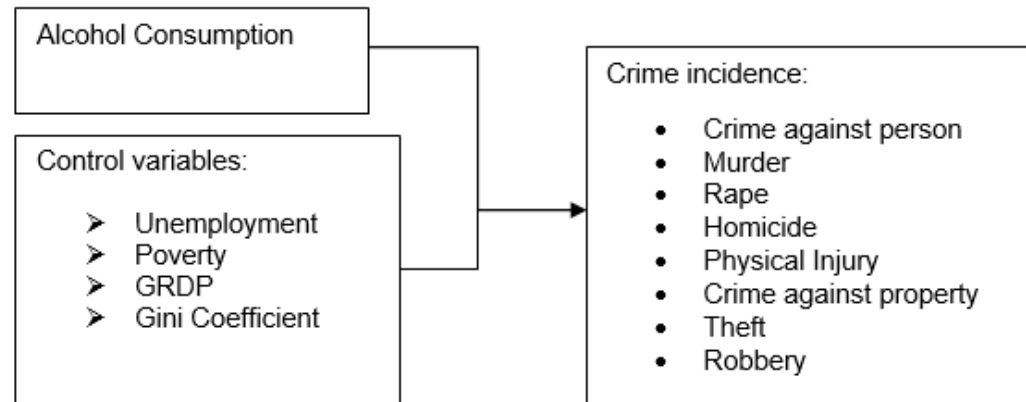 Alcohol Consumption
Control variables:
➤ Unemployment
➤ Poverty
➤ GRDP
➤ Gini Coefficient
Crime incidence:
• Crime against person
• Murder
• Rape
• Homicide
• Physical Injury
• Crime against property
• Theft
• Robbery